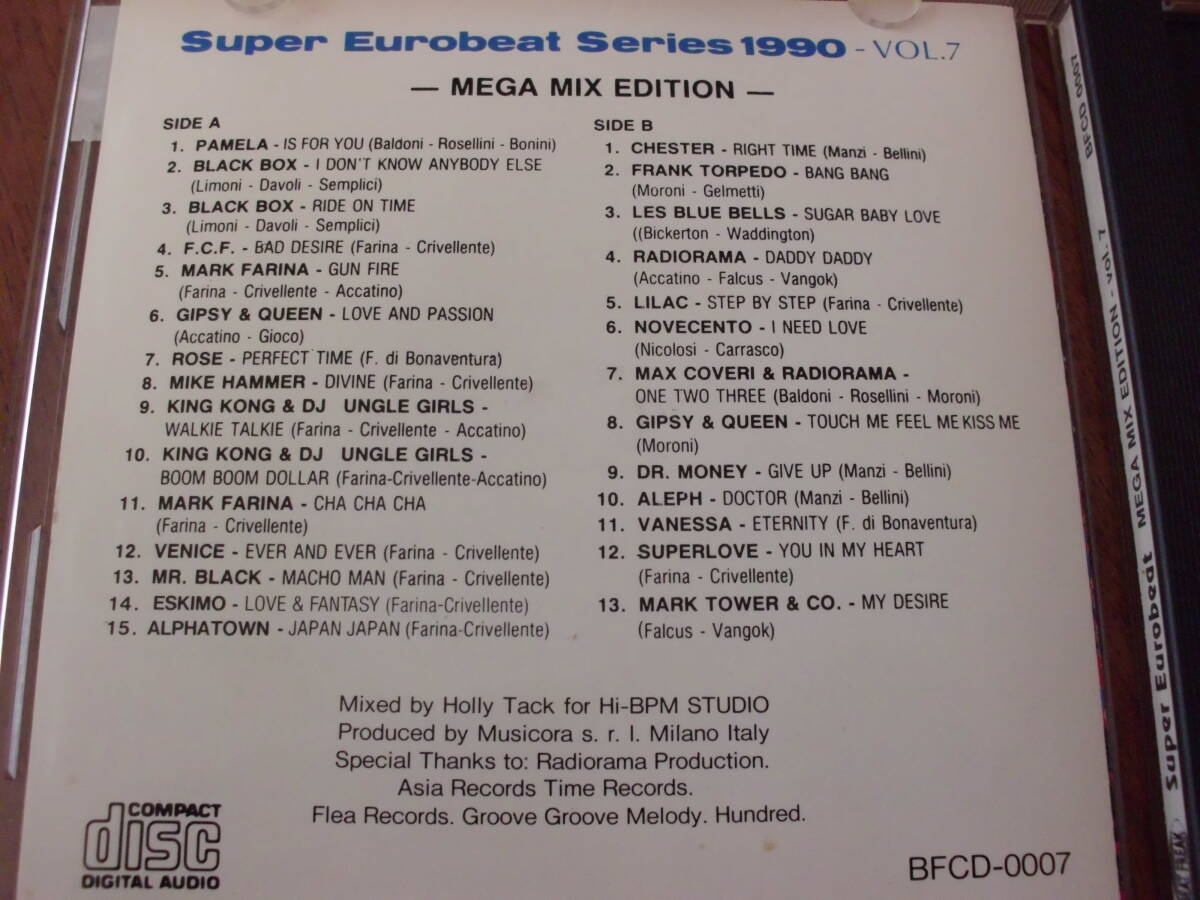 Super Eurobeat Series 1990 - VOL.7
— MEGA MIX EDITION —
SIDE A
1. PAMELA - IS FOR YOU (Baldoni - Rosellini - Bonini)
2. BLACK BOX - I DON'T KNOW ANYBODY ELSE
(Limoni - Davoli - Semplici)
3. BLACK BOX - RIDE ON TIME
(Limoni - Davoli - Semplici)
4. F.C.F. - BAD DESIRE (Farina - Crivellente)
5. MARK FARINA - GUN FIRE
(Farina - Crivellente - Accatino)
6. GIPSY & QUEEN - LOVE AND PASSION
(Accatino - Gioco)
7. ROSE - PERFECT TIME (F. di Bonaventura)
8. MIKE HAMMER - DIVINE (Farina - Crivellente)
9. KING KONG & DJ UNGLE GIRLS -
WALKIE TALKIE (Farina - Crivellente - Accatino)
10. KING KONG & DJ UNGLE GIRLS -
BOOM BOOM DOLLAR (Farina-Crivellente-Accatino)
11. MARK FARINA - CHA CHA CHA
(Farina - Crivellente)
12. VENICE - EVER AND EVER (Farina - Crivellente)
13. MR. BLACK - MACHO MAN (Farina - Crivellente)
14. ESKIMO - LOVE & FANTASY (Farina-Crivellente)
15. ALPHATOWN - JAPAN JAPAN (Farina-Crivellente)
SIDE B
1. CHESTER - RIGHT TIME (Manzi - Bellini)
2. FRANK TORPEDO - BANG BANG
(Moroni - Gelmetti)
3. LES BLUE BELLS - SUGAR BABY LOVE
((Bickerton - Waddington)
4. RADIORAMA - DADDY DADDY
(Accatino - Falcus - Vangok)
5. LILAC - STEP BY STEP (Farina - Crivellente)
6. NOVECENTO - I NEED LOVE
(Nicolosi - Carrasco)
7. MAX COVERI & RADIORAMA -
ONE TWO THREE (Baldoni - Rosellini - Moroni)
8. GIPSY & QUEEN - TOUCH ME FEEL ME KISS ME
(Moroni)
9. DR. MONEY - GIVE UP (Manzi - Bellini)
10. ALEPH - DOCTOR (Manzi - Bellini)
11. VANESSA - ETERNITY (F. di Bonaventura)
12. SUPERLOVE - YOU IN MY HEART
(Farina - Crivellente)
13. MARK TOWER & CO. - MY DESIRE
(Falcus - Vangok)
Mixed by Holly Tack for Hi-BPM STUDIO
Produced by Musicora s. r. l. Milano Italy
Special Thanks to: Radiorama Production.
Asia Records Time Records.
Flea Records. Groove Groove Melody. Hundred.
COMPACT
disc
DIGITAL AUDIO
BFCD-0007
BFCD 0007
Super Eurobeat MEGA MIX EDITION - vol. 7